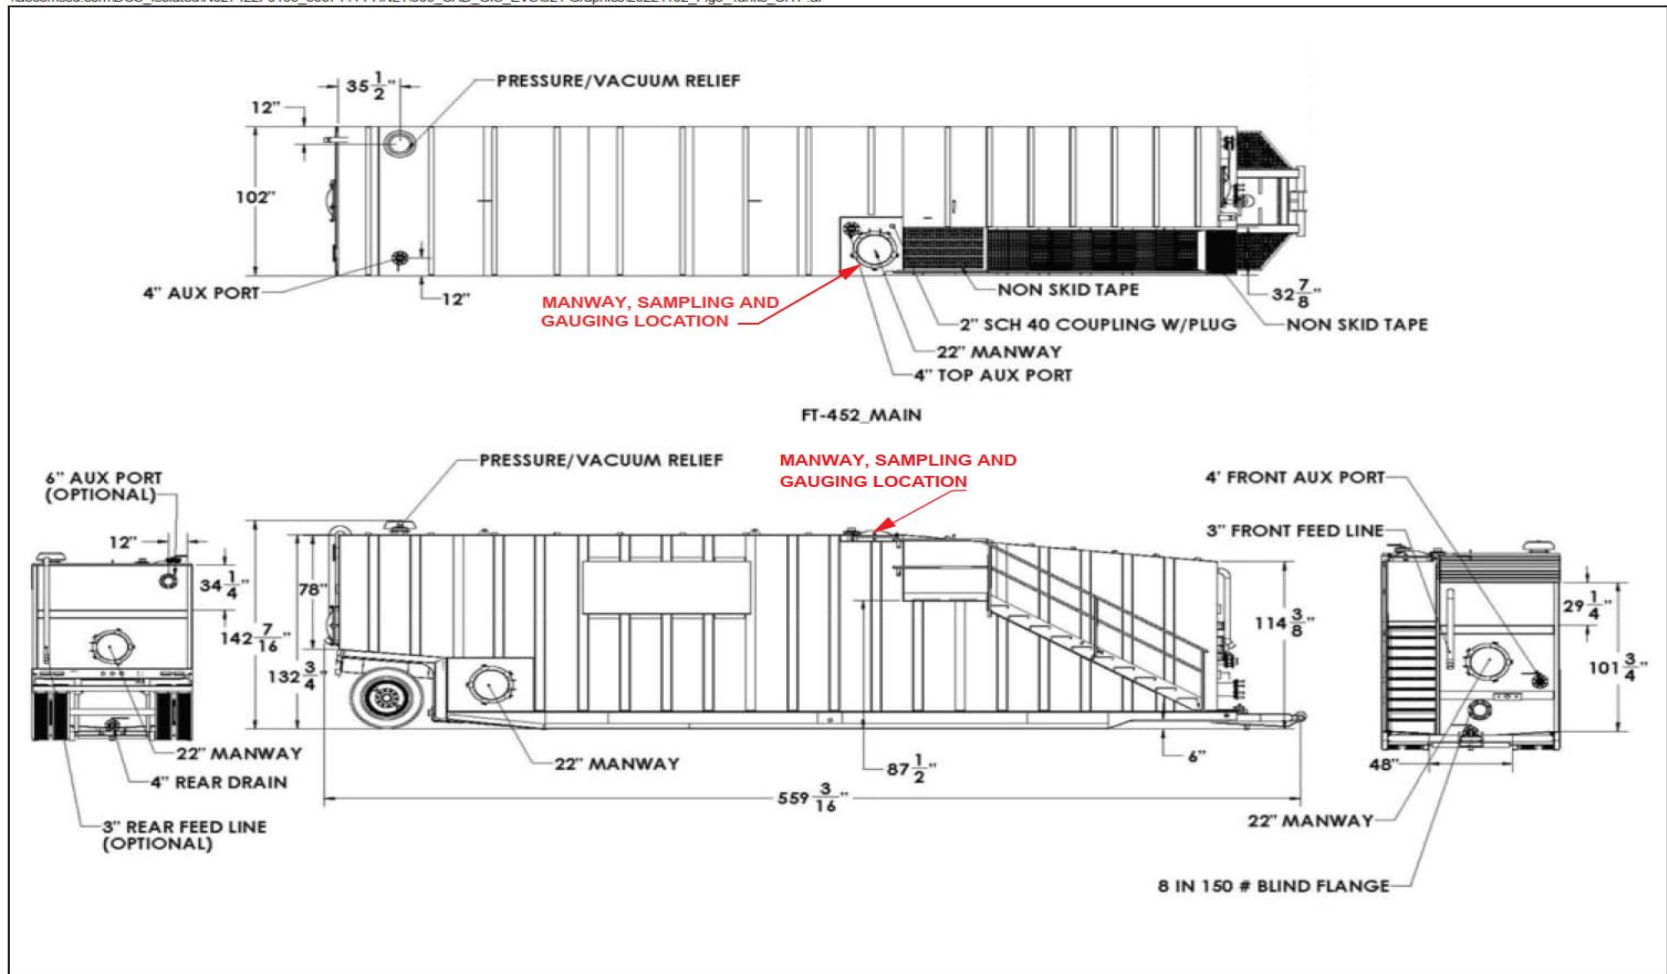 35 1/2"
PRESSURE/VACUUM RELIEF
12"
102"
4" AUX PORT
12"
MANWAY, SAMPLING AND
GAUGING LOCATION
NON SKID TAPE
32 7/8"
2" SCH 40 COUPLING W/PLUG
NON SKID TAPE
22" MANWAY
4" TOP AUX PORT
FT-452_MAIN
PRESSURE/VACUUM RELIEF
MANWAY, SAMPLING AND
GAUGING LOCATION
6" AUX PORT
(OPTIONAL)
12"
34 1/4"
142 7/16"
78"
132 3/4"
22" MANWAY
4" REAR DRAIN
3" REAR FEED LINE
(OPTIONAL)
22" MANWAY
87 1/2"
6"
559 3/16"
114 3/8"
4' FRONT AUX PORT
3" FRONT FEED LINE
29 1/4"
101 3/4"
48"
22" MANWAY
8 IN 150 # BLIND FLANGE